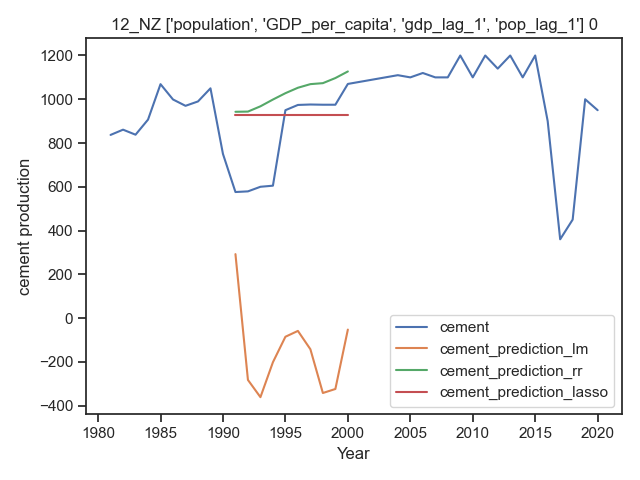 12_NZ ['population', 'GDP_per_capita', 'gdp_lag_1', 'pop_lag_1'] 0
cement production
1200
1000
800
600
400
200
0
−200
−400
cement
cement_prediction_lm
cement_prediction_rr
cement_prediction_lasso
1980 1985 1990 1995 2000 2005 2010 2015 2020
Year